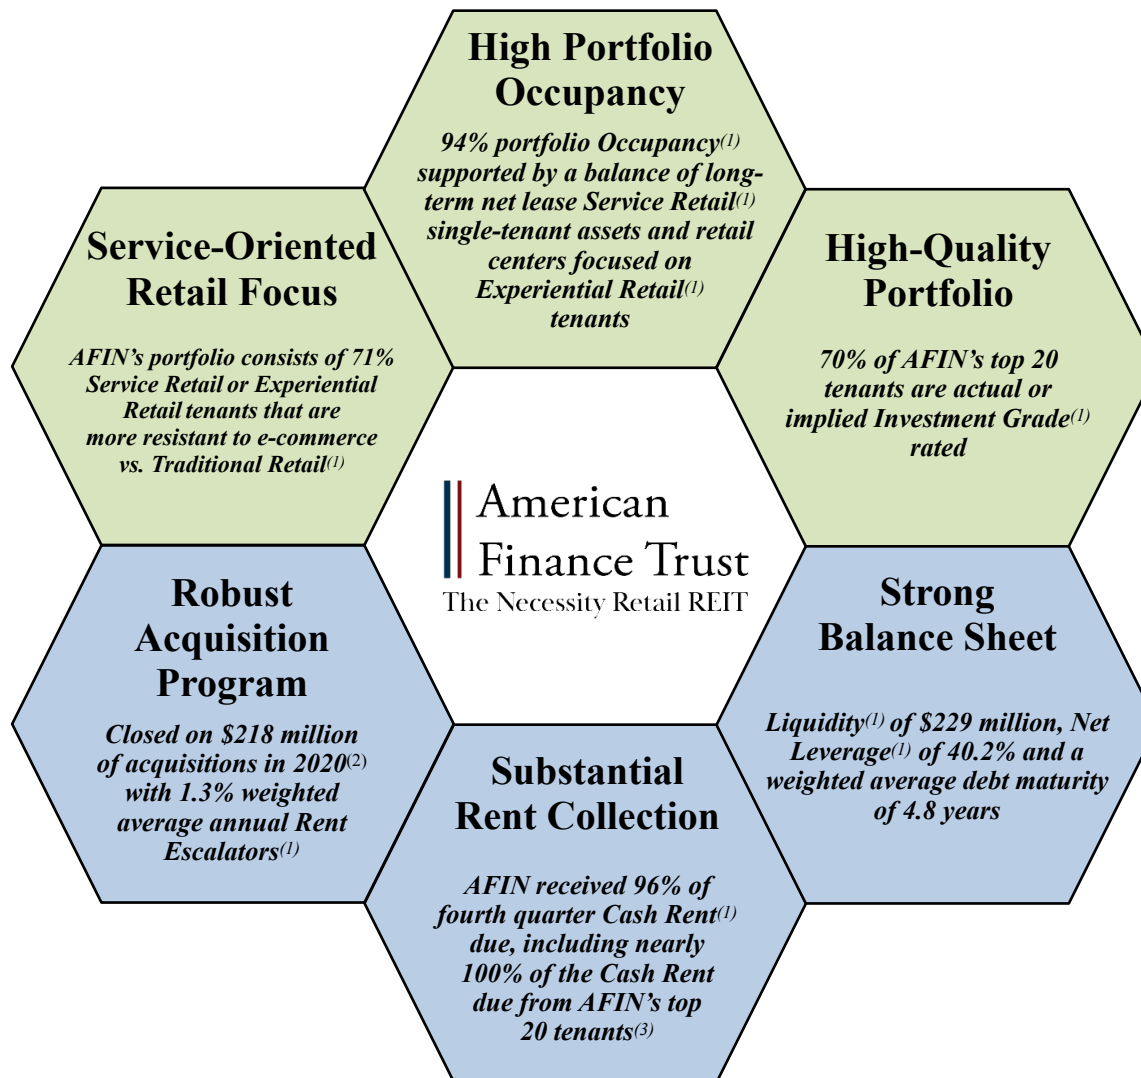 High Portfolio
Occupancy
94% portfolio Occupancy(1)
supported by a balance of long-
term net lease Service Retail(1)
single-tenant assets and retail
centers focused on
Experiential Retail(1)
tenants
Service-Oriented
Retail Focus
AFIN's portfolio consists of 71%
Service Retail or Experiential
Retail tenants that are
more resistant to e-commerce
vs. Traditional Retail(1)
High-Quality
Portfolio
70% of AFIN's top 20
tenants are actual or
implied Investment Grade(1)
rated
American
Finance Trust
The Necessity Retail REIT
Robust
Acquisition
Program
Closed on $218 million
of acquisitions in 2020(2)
with 1.3% weighted
average annual Rent
Escalators(1)
Substantial
Rent Collection
AFIN received 96% of
fourth quarter Cash Rent(1)
due, including nearly
100% of the Cash Rent
due from AFIN's top
20 tenants(3)
Strong
Balance Sheet
Liquidity(1) of $229 million, Net
Leverage(1) of 40.2% and a
weighted average debt maturity
of 4.8 years